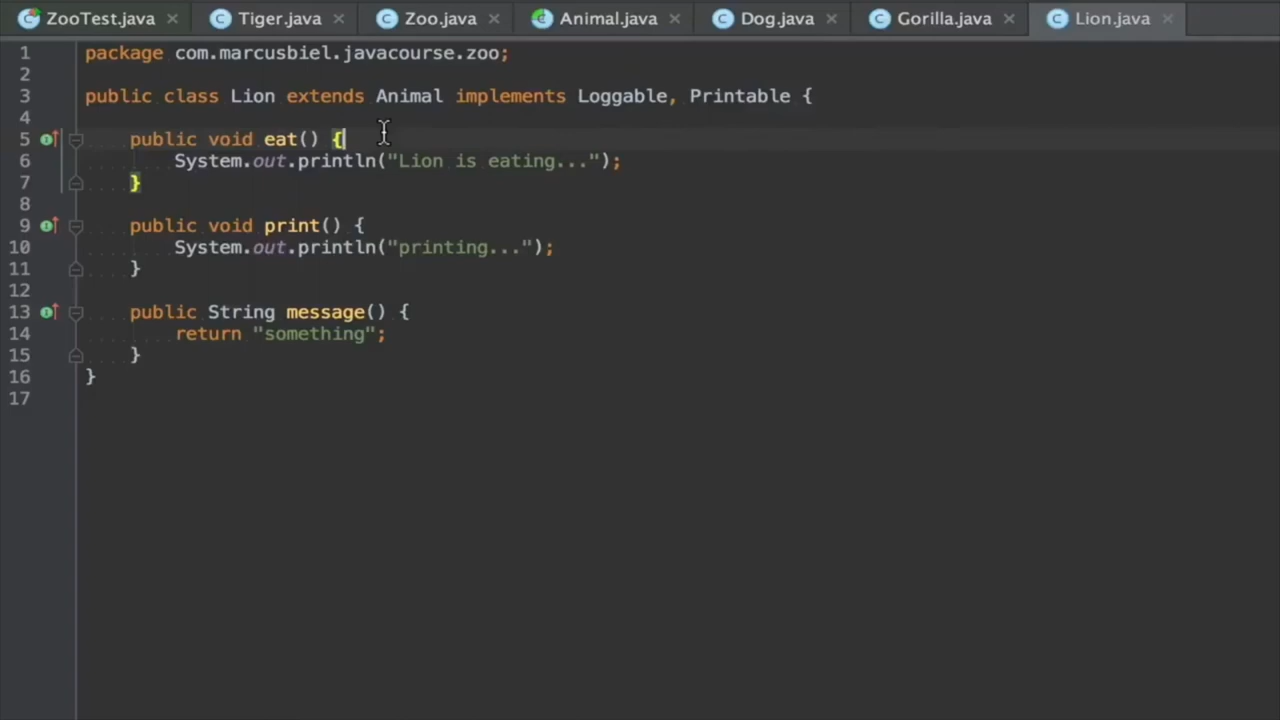 ZooTest.java Tiger.java Zoo.java Animal.java Dog.java Gorilla.java Lion.java
1 package com.marcusbiel.javacourse.zoo;
2
3 public class Lion extends Animal implements Loggable, Printable {
4
5 public void eat() {
6 System.out.println("Lion is eating...");
7 }
8
9 public void print() {
10 System.out.println("printing...");
11 }
12
13 public String message() {
14 return "something";
15 }
16 }
17